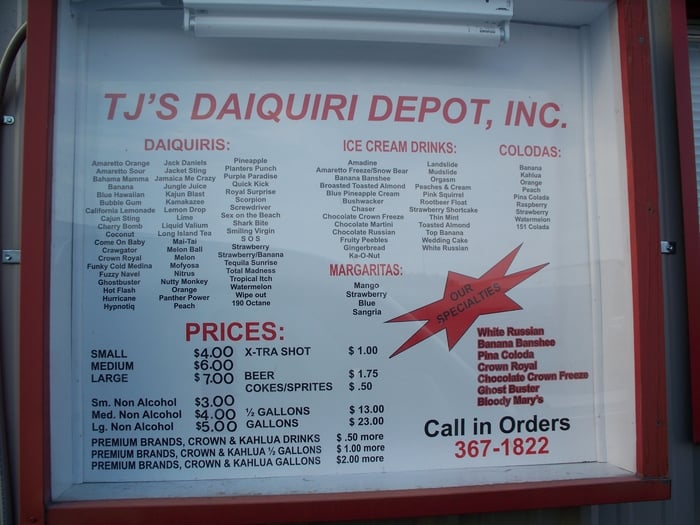 TJ'S DAIQUIRI DEPOT, INC.
DAIQUIRIS:
Amaretto Orange
Amaretto Sour
Bahama Mamma
Banana
Blue Hawaiian
Bubble Gum
California Lemonade
Cajun Sting
Cherry Bomb
Coconut
Come On Baby
Crawgator
Crown Royal
Funky Cold Medina
Fuzzy Navel
Ghostbuster
Hot Flash
Hurricane
Hypnotiq
Jack Daniels
Jacket Sting
Jamaica Me Crazy
Jungle Juice
Kajun Blast
Kamakazee
Lemon Drop
Lime
Liquid Valium
Long Island Tea
Mai-Tai
Melon Ball
Melon
Mofyosa
Nitrus
Nutty Monkey
Orange
Panther Power
Peach
Pineapple
Planters Punch
Purple Paradise
Quick Kick
Royal Surprise
Scorpion
Screwdriver
Sex on the Beach
Shark Bite
Smiling Virgin
S O S
Strawberry
Strawberry/Banana
Tequila Sunrise
Total Madness
Tropical Itch
Watermelon
Wipe out
190 Octane
ICE CREAM DRINKS:
Amadine
Amaretto Freeze/Snow Bear
Banana Banshee
Broasted Toasted Almond
Blue Pineapple Cream
Bushwacker
Chaser
Chocolate Crown Freeze
Chocolate Martini
Chocolate Russian
Fruity Peebles
Gingerbread
Ka-O-Nut
Landslide
Mudslide
Orgasm
Peaches & Cream
Pink Squirrel
Rootbeer Float
Strawberry Shortcake
Thin Mint
Toasted Almond
Top Banana
Wedding Cake
White Russian
COLODAS:
Banana
Kahlua
Orange
Peach
Pina Colada
Raspberry
Strawberry
Watermelon
151 Colada
MARGARITAS:
Mango
Strawberry
Blue
Sangria
OUR
SPECIALTIES
White Russian
Banana Banshee
Pina Coloda
Crown Royal
Chocolate Crown Freeze
Ghost Buster
Bloody Mary's
PRICES:
SMALL $4.00 X-TRA SHOT $ 1.00
MEDIUM $6.00
LARGE $7.00 BEER $ 1.75
COKES/SPRITES $ .50
Sm. Non Alcohol $3.00
Med. Non Alcohol $4.00 ½ GALLONS $ 13.00
Lg. Non Alcohol $5.00 GALLONS $ 23.00
PREMIUM BRANDS, CROWN & KAHLUA DRINKS $ .50 more
PREMIUM BRANDS, CROWN & KAHLUA ½ GALLONS $ 1.00 more
PREMIUM BRANDS, CROWN & KAHLUA GALLONS $2.00 more
Call in Orders
367-1822